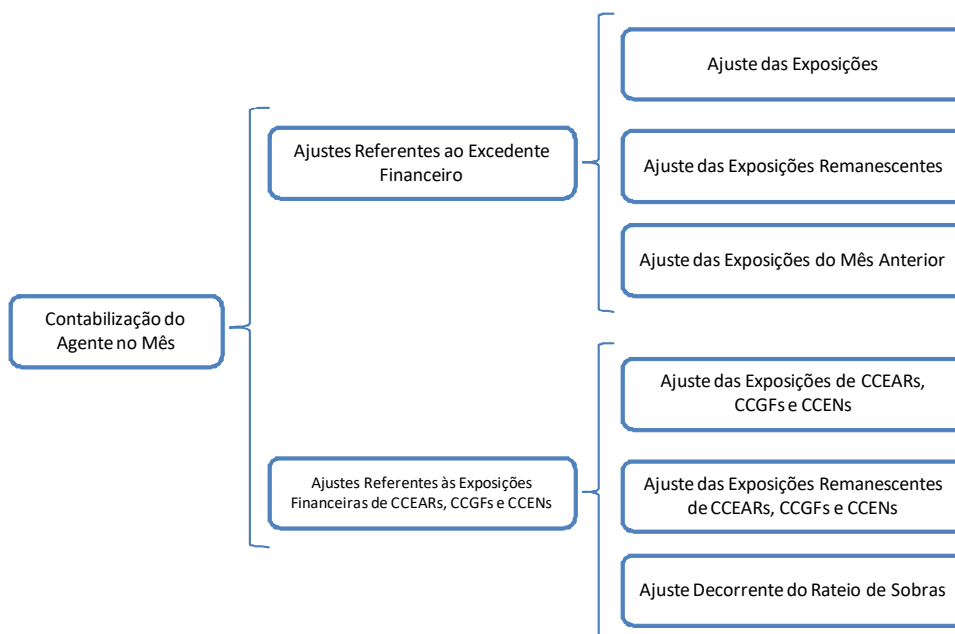 Ajuste das Exposições
Ajustes Referentes ao Excedente
Financeiro
Ajuste das Exposições Remanescentes
Ajuste das Exposições do Mês Anterior
Contabilização do
Agente no Mês
Ajuste das Exposições de CCEARs,
CCGFs e CCENs
Ajustes Referentes às Exposições
Financeiras de CCEARs, CCGFs e CCENs
Ajuste das Exposições Remanescentes
de CCEARs, CCGFs e CCENs
Ajuste Decorrente do Rateio de Sobras